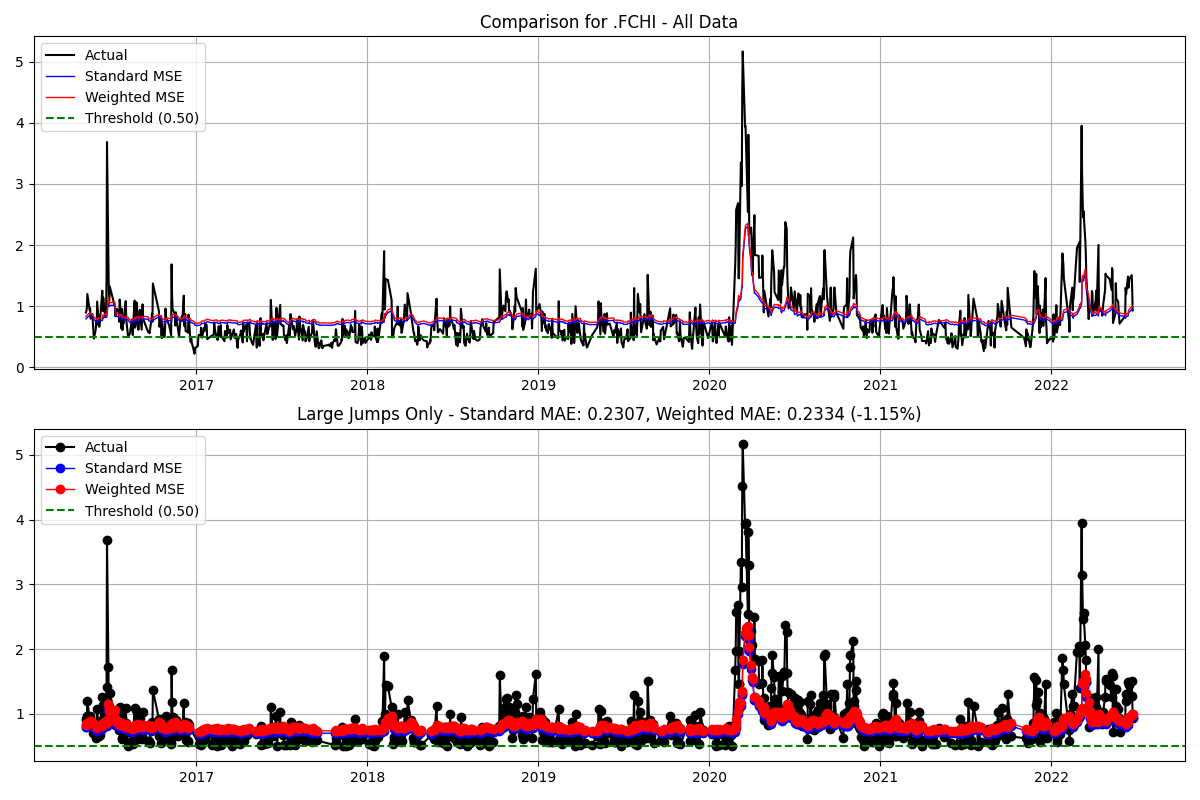 Comparison for .FCHI - All Data
Actual
Standard MSE
Weighted MSE
Threshold (0.50)
5
4
3
2
1
0
2017 2018 2019 2020 2021 2022
Large Jumps Only - Standard MAE: 0.2307, Weighted MAE: 0.2334 (-1.15%)
Actual
Standard MSE
Weighted MSE
Threshold (0.50)
5
4
3
2
1
2017 2018 2019 2020 2021 2022